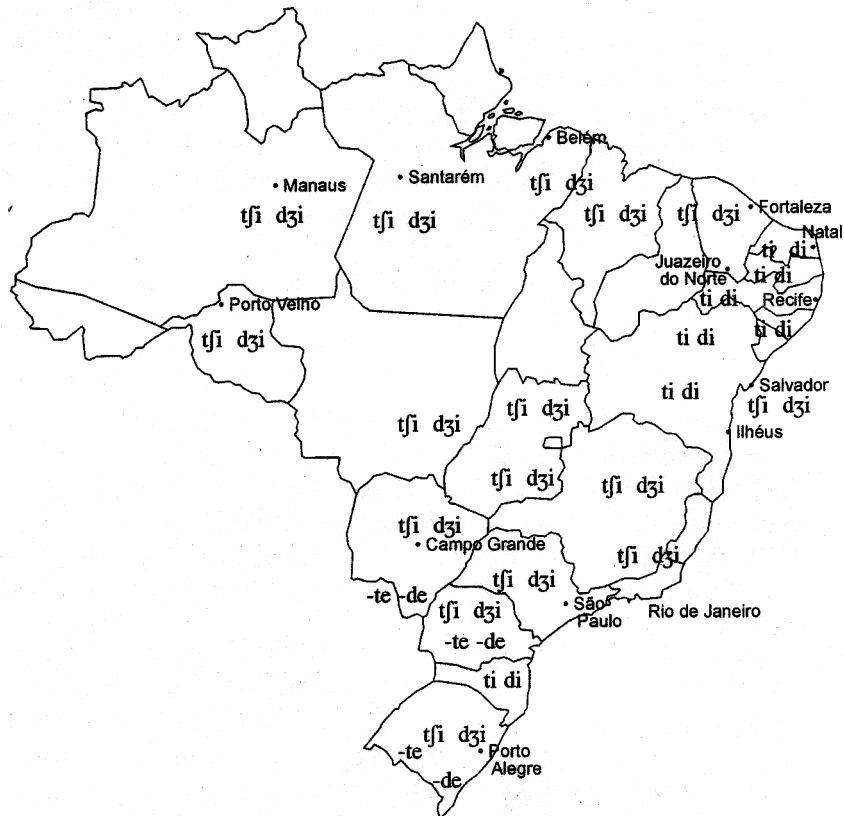 Belém
Santarém
Manaus
tʃi dʒi
tʃi dʒi
tʃi dʒi
tʃi dʒi
tʃi dʒi
Fortaleza
Natal
ti di
Juazeiro
do Norte
ti di
ti di
Recife
Porto Velho
tʃi dʒi
ti di
ti di
ti di
Salvador
tʃi dʒi
tʃi dʒi
tʃi dʒi
Ilhéus
tʃi dʒi
tʃi dʒi
tʃi dʒi
Campo Grande
tʃi dʒi
tʃi dʒi
-te -de
São
Paulo
Rio de Janeiro
tʃi dʒi
-te -de
ti di
tʃi dʒi
-te
Porto
Alegre
-de